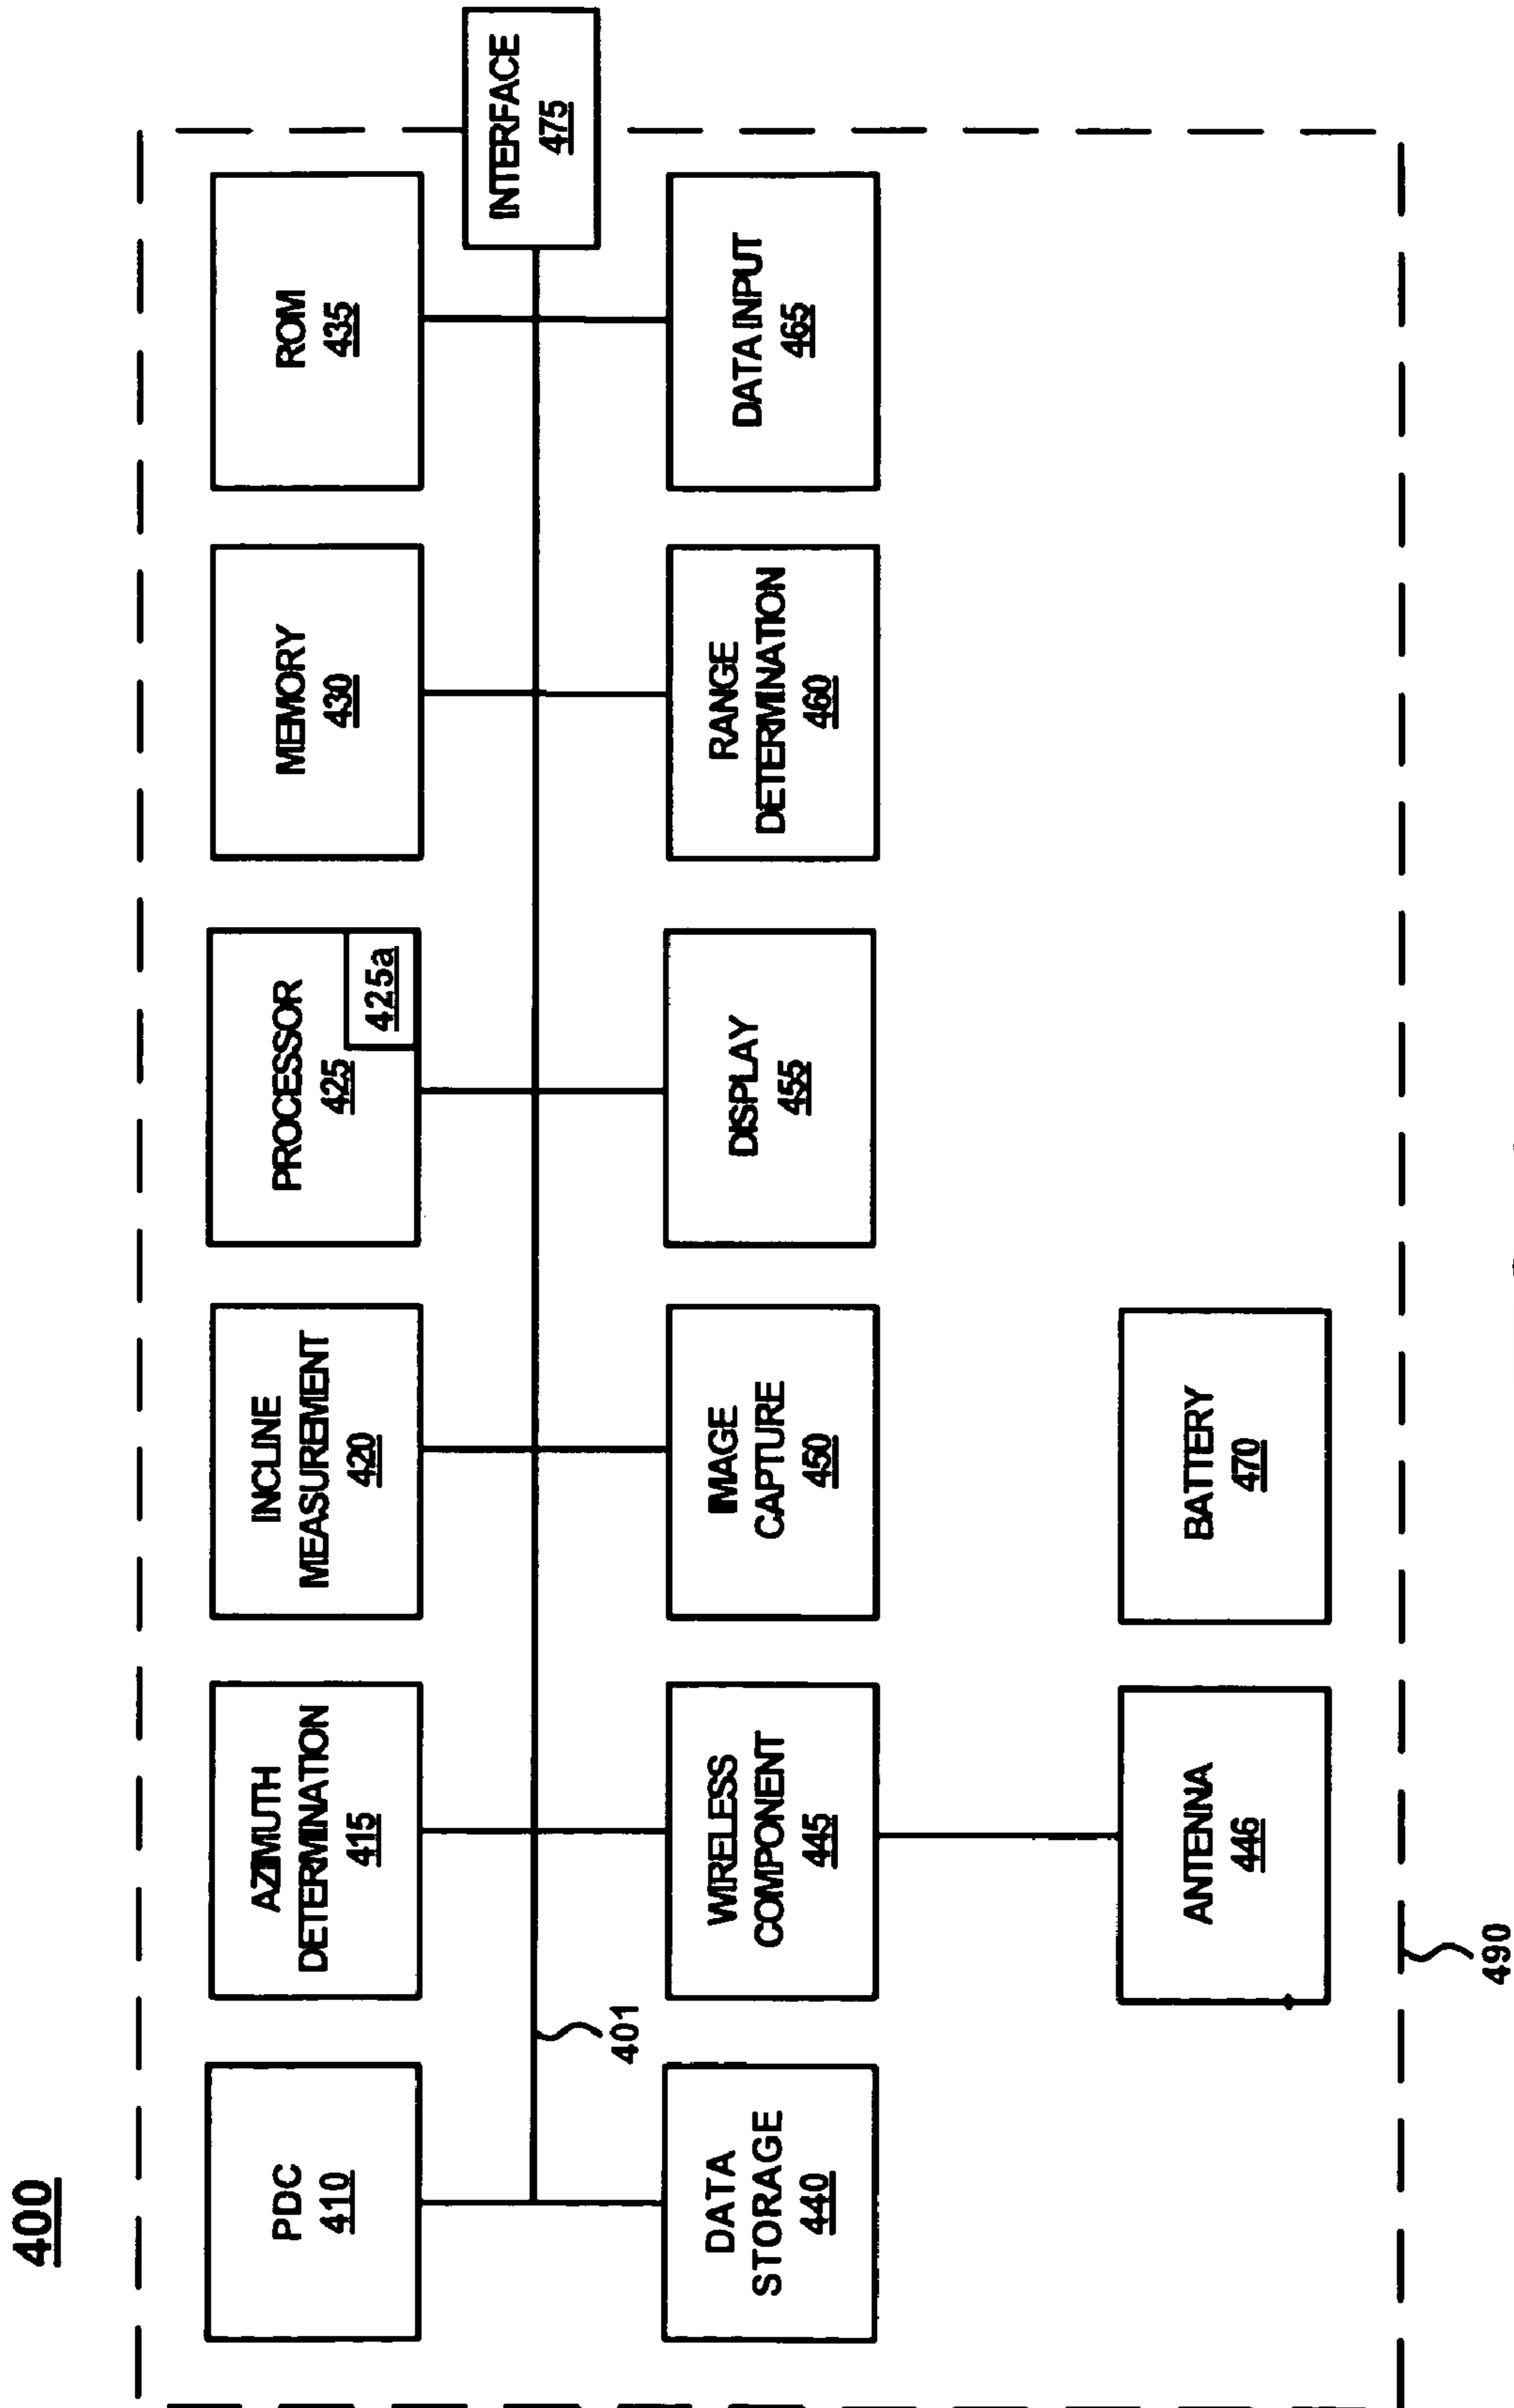 400
PDC
410
AZIMUTH
DETERMINATION
415
INCLINE
MEASUREMENT
420
PROCESSOR
425
425a
MEMORY
430
ROM
435
INTERFACE
475
401
DATA
STORAGE
440
WIRELESS
COMPONENT
445
IMAGE
CAPTURE
450
DISPLAY
455
RANGE
DETERMINATION
460
DATA INPUT
465
ANTENNA
446
BATTERY
470
490